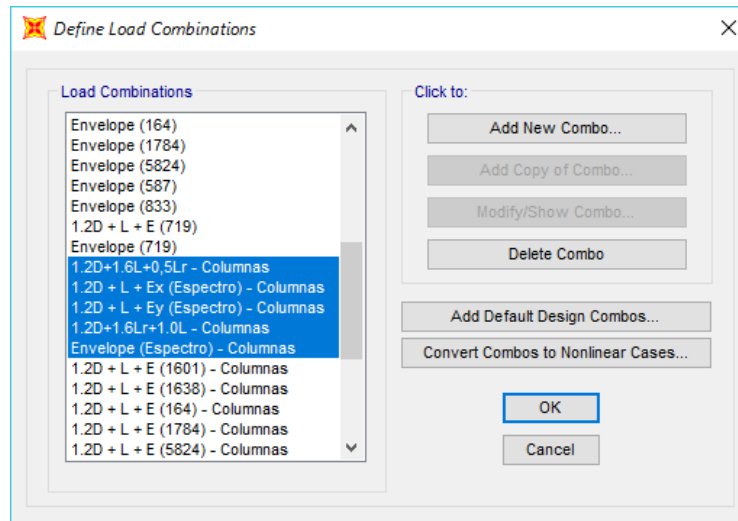 Define Load Combinations
Load Combinations
Envelope (164)
Envelope (1784)
Envelope (5824)
Envelope (587)
Envelope (833)
1.2D + L + E (719)
Envelope (719)
1.2D+1.6L+0,5Lr - Columnas
1.2D + L + Ex (Espectro) - Columnas
1.2D + L + Ey (Espectro) - Columnas
1.2D+1.6Lr+1.0L - Columnas
Envelope (Espectro) - Columnas
1.2D + L + E (1601) - Columnas
1.2D + L + E (1638) - Columnas
1.2D + L + E (164) - Columnas
1.2D + L + E (1784) - Columnas
1.2D + L + E (5824) - Columnas
Click to:
Add New Combo...
Add Copy of Combo...
Modify/Show Combo...
Delete Combo
Add Default Design Combos...
Convert Combos to Nonlinear Cases...
OK
Cancel